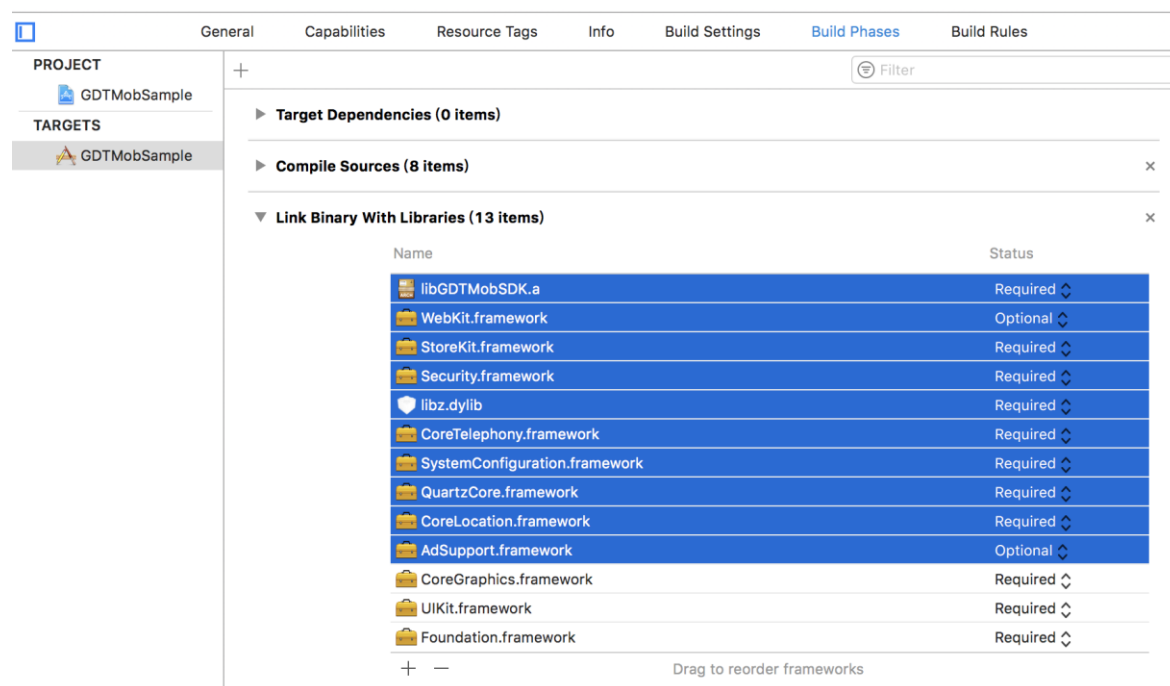 General Capabilities Resource Tags Info Build Settings Build Phases Build Rules
PROJECT
GDTMobSample
TARGETS
GDTMobSample
Filter
Target Dependencies (0 items)
Compile Sources (8 items)
Link Binary With Libraries (13 items)
Name Status
libGDTMobSDK.a Required
WebKit.framework Optional
StoreKit.framework Required
Security.framework Required
libz.dylib Required
CoreTelephony.framework Required
SystemConfiguration.framework Required
QuartzCore.framework Required
CoreLocation.framework Required
AdSupport.framework Optional
CoreGraphics.framework Required
UIKit.framework Required
Foundation.framework Required
Drag to reorder frameworks